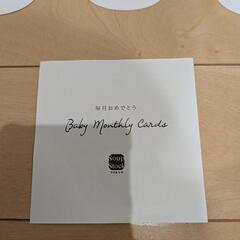 毎月おめでとう
Baby Monthly Cards
Soup
Stock
TOKYO